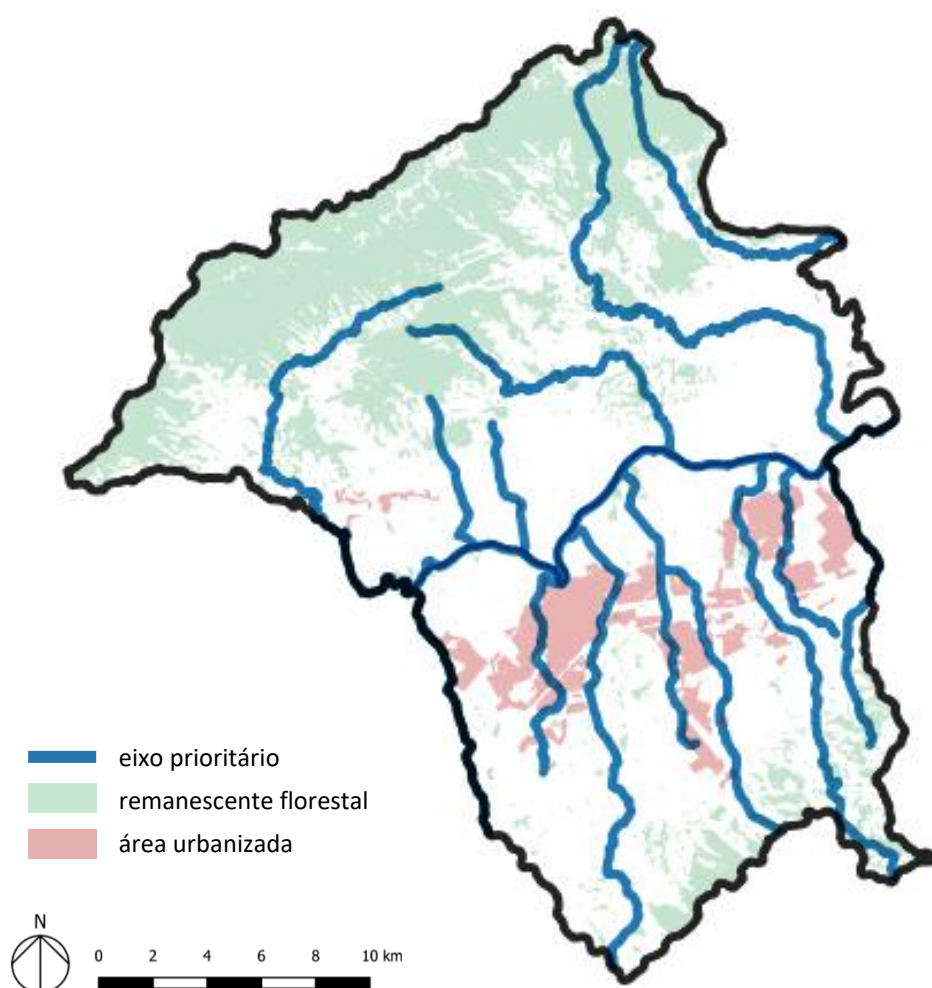 eixo prioritário
remanescente florestal
área urbanizada
N
0 2 4 6 8 10 km